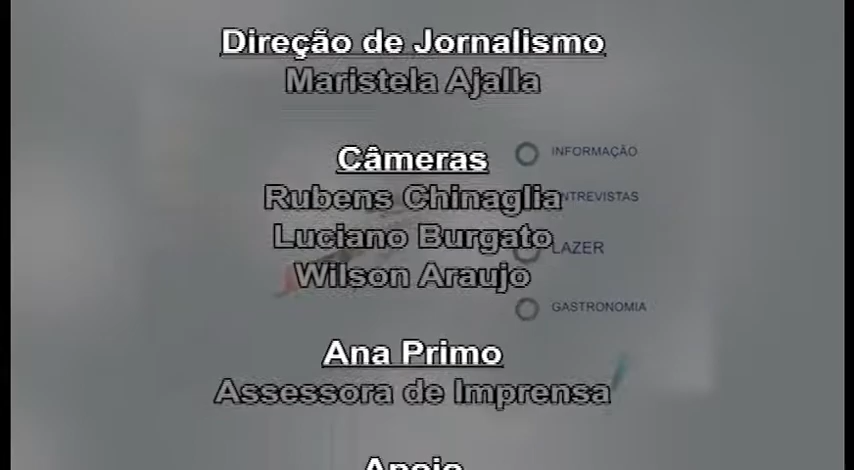 Direção de Jornalismo
Maristela Ajalla
Câmeras
INFORMAÇÃO
Rubens Chinaglia
NTREVISTAS
Luciano Burgato
LAZER
Wilson Araujo
GASTRONOMIA
Ana Primo
Assessora de Imprensa
Apoio